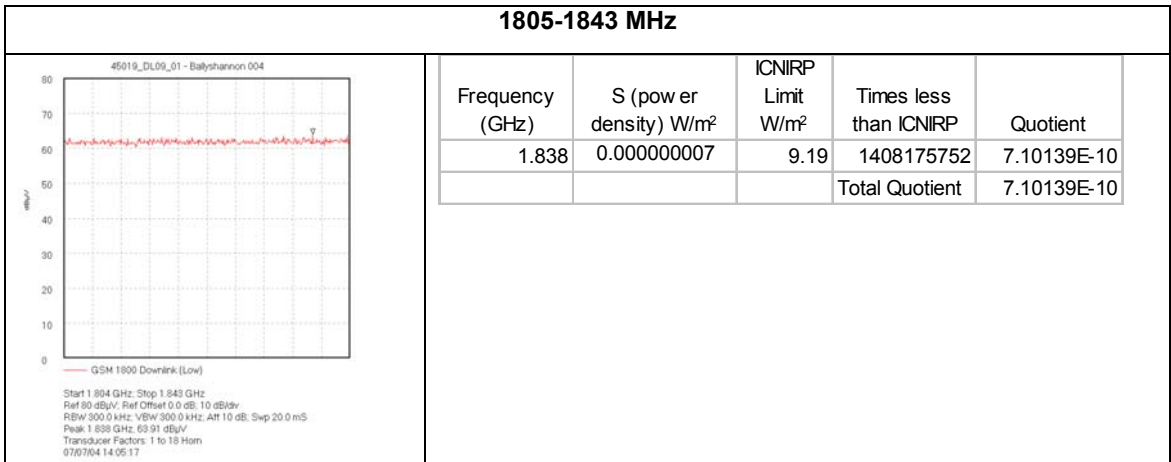 1805-1843 MHz
45019_DL09_01 - Ballyshannon 004
80
70
60
50
40
30
20
10
0
dBµV
GSM 1800 Downlink (Low)
Start 1.804 GHz; Stop 1.843 GHz
Ref 80 dBµV; Ref Offset 0.0 dB; 10 dB/div
RBW 300.0 kHz; VBW 300.0 kHz; Att 10 dB; Swp 20.0 mS
Peak 1.838 GHz, 63.91 dBµV
Transducer Factors: 1 to 18 Horn
07/07/04 14:05:17
Frequency (GHz) S (pow er density) W/m² ICNIRP Limit W/m² Times less than ICNIRP Quotient
1.838 0.000000007 9.19 1408175752 7.10139E-10
Total Quotient 7.10139E-10